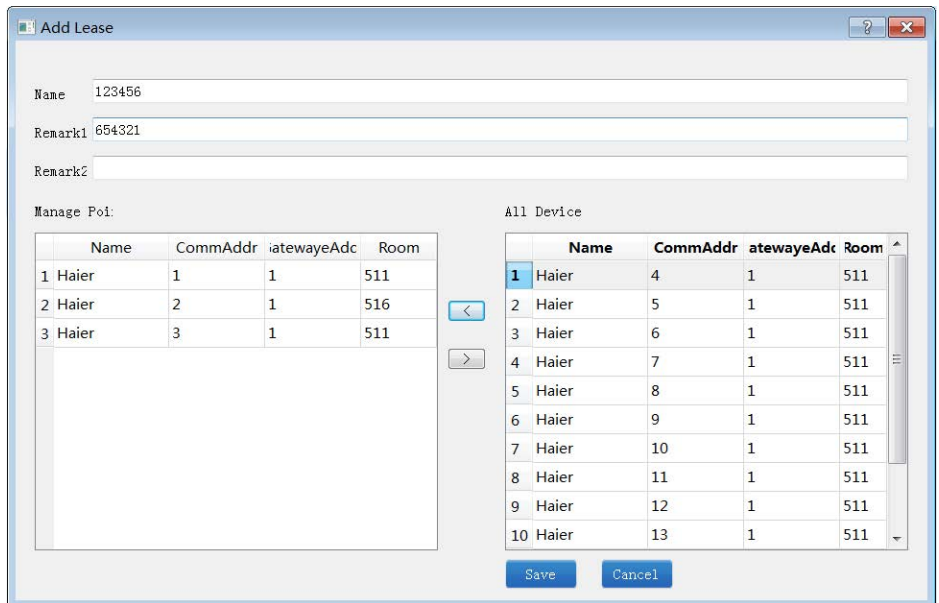 Add Lease
Name 123456
Remark1 654321
Remark2
Manage Poi:
Name CommAddr iatewayeAdc Room
1 Haier 1 1 511
2 Haier 2 1 516
3 Haier 3 1 511
<
>
All Device
Name CommAddr atewayeAdc Room
1 Haier 4 1 511
2 Haier 5 1 511
3 Haier 6 1 511
4 Haier 7 1 511
5 Haier 8 1 511
6 Haier 9 1 511
7 Haier 10 1 511
8 Haier 11 1 511
9 Haier 12 1 511
10 Haier 13 1 511
Save Cancel